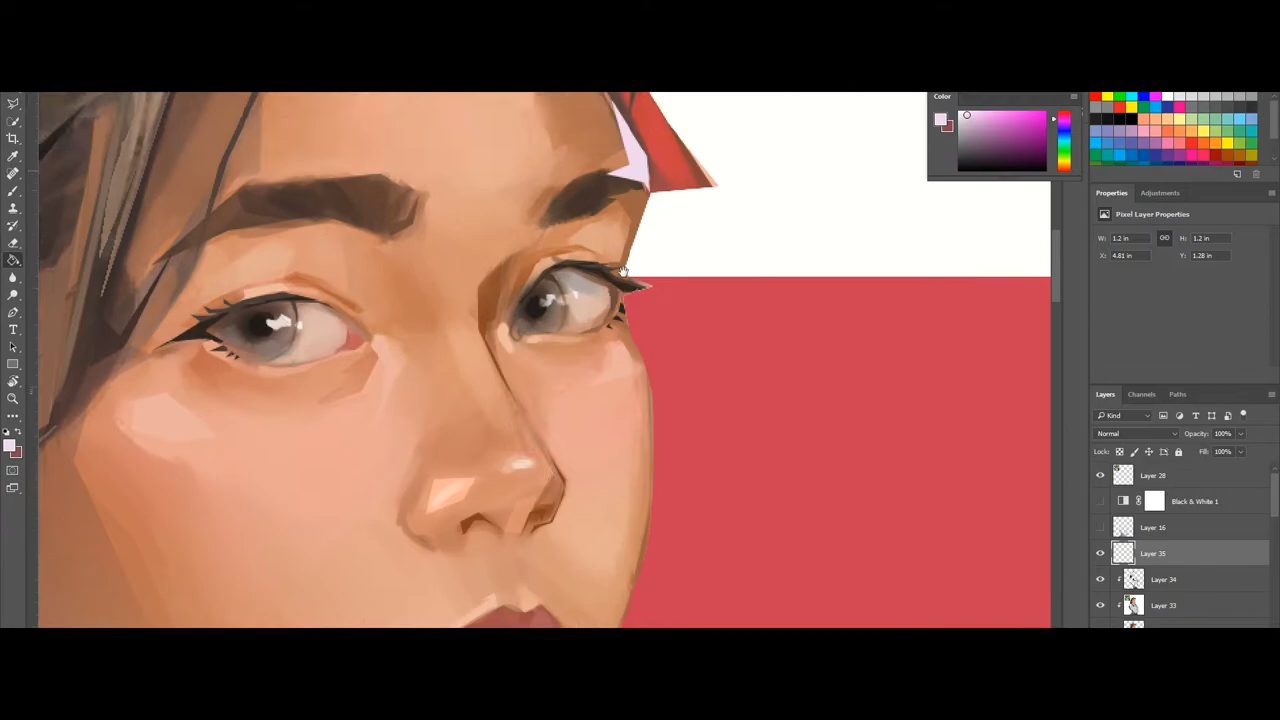 Color
Properties
Adjustments
Pixel Layer Properties
W: 1.2 in
H: 1.2 in
X: 4.81 in
Y: 1.28 in
Layers
Channels
Paths
Kind
Normal
Opacity: 100%
Lock:
Fill: 100%
Layer 28
Black & White 1
Layer 16
Layer 35
Layer 34
Layer 33